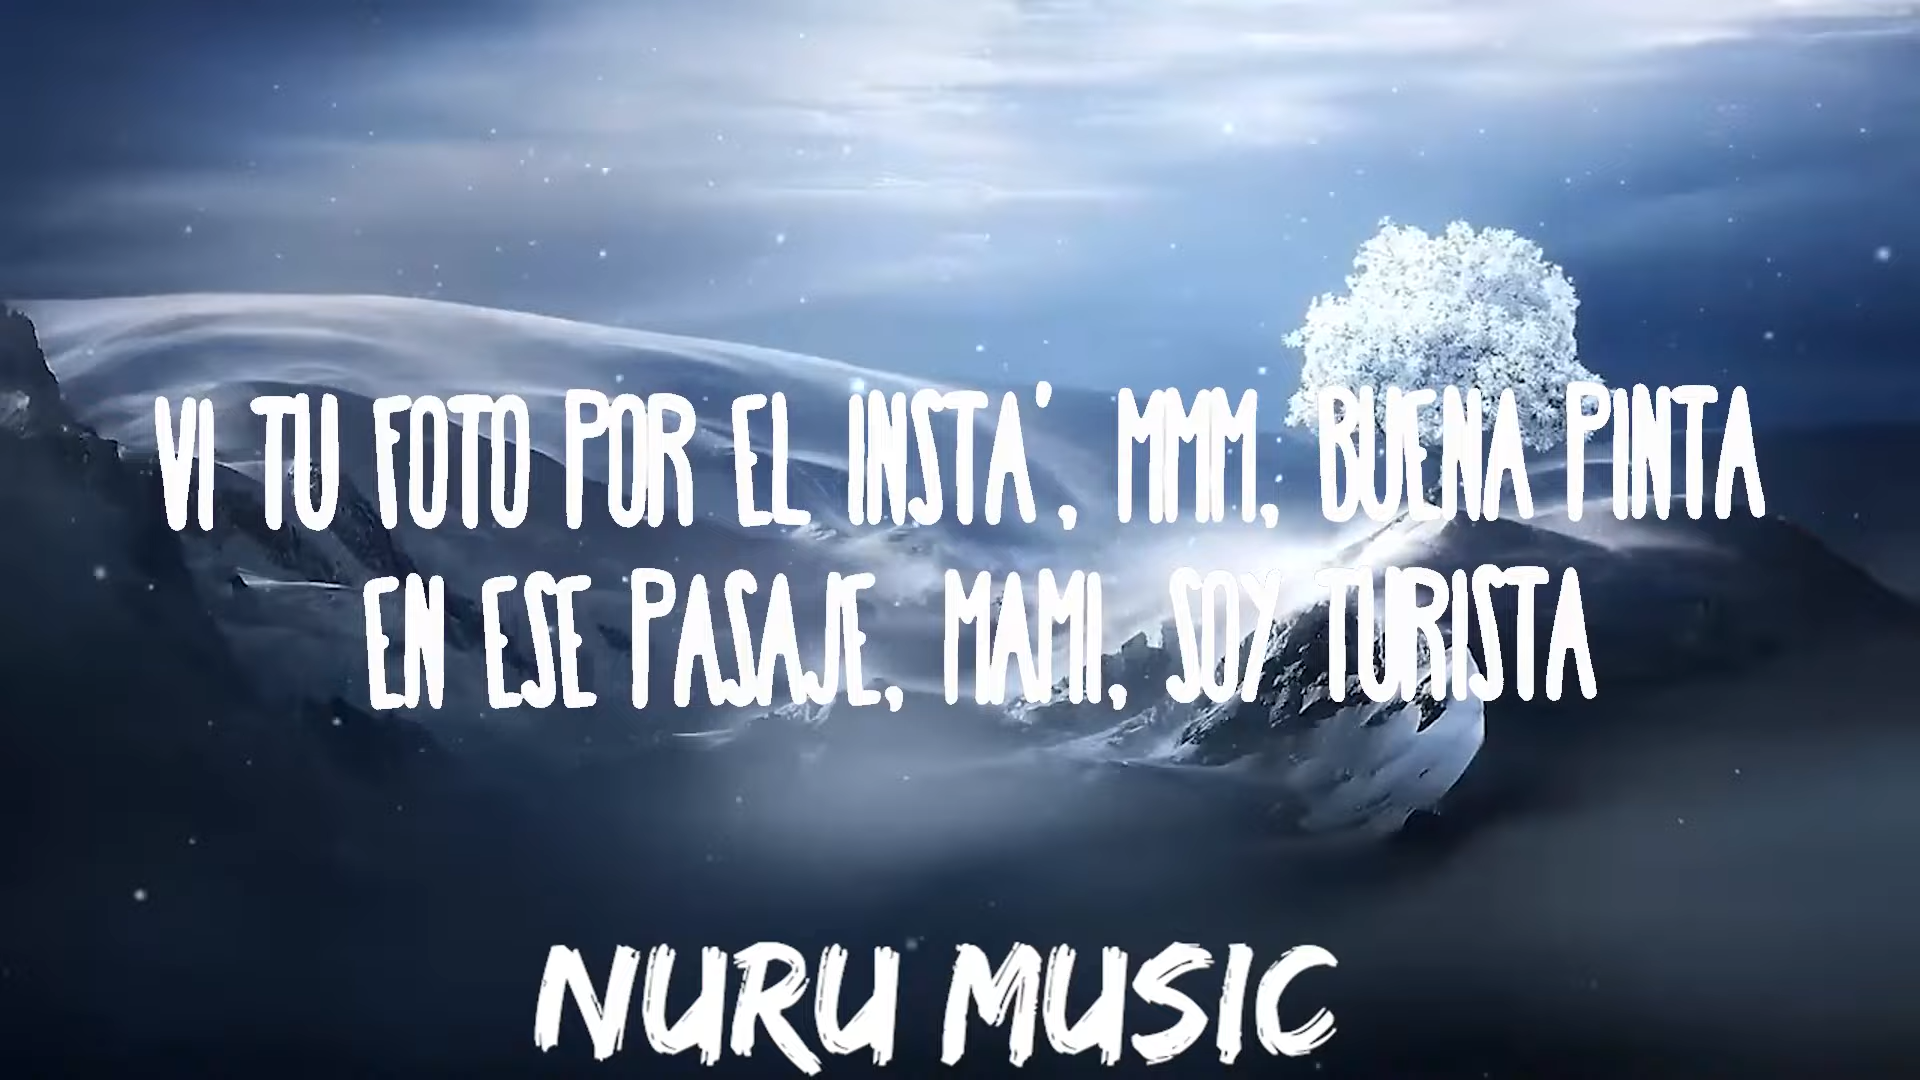 VI TU FOTO POR EL INSTA', MMM, BUENA PINTA
EN ESE PASAJE, MAMI, SOY TURISTA
NURU MUSIC